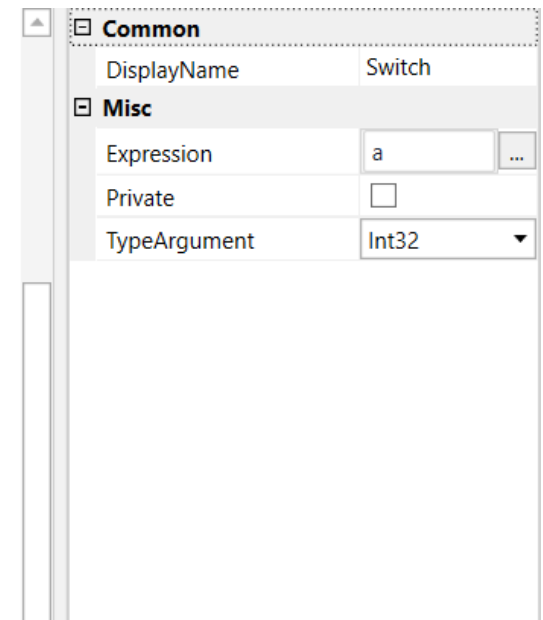 Common
DisplayName Switch
Misc
Expression a ...
Private
TypeArgument Int32